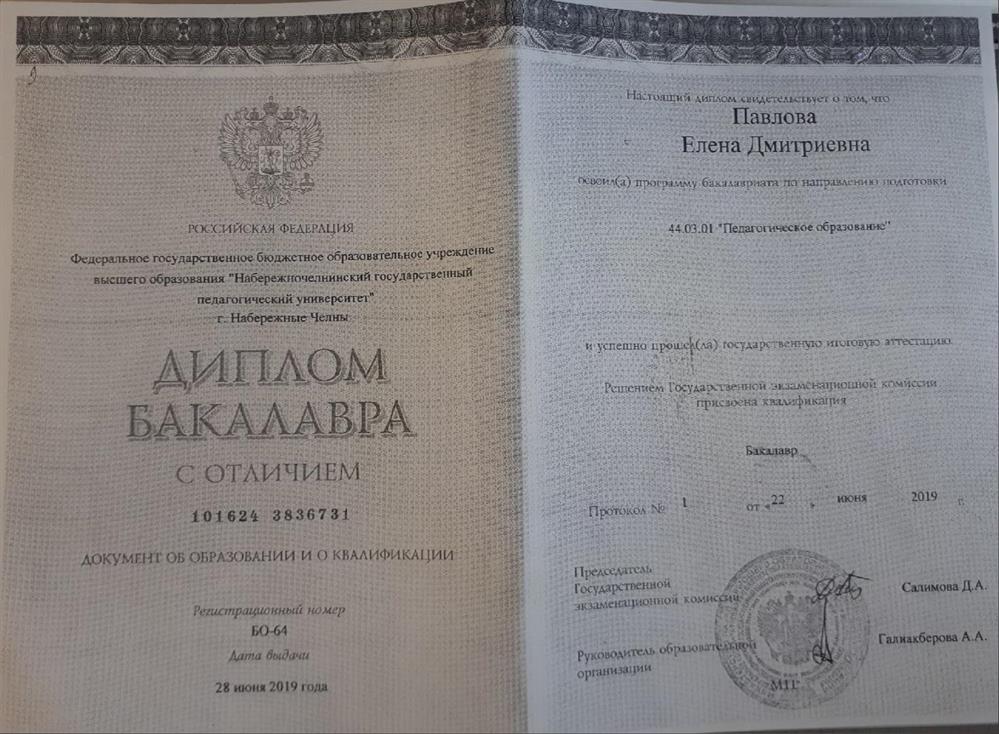 РОССИЙСКАЯ ФЕДЕРАЦИЯ
Федеральное государственное бюджетное образовательное учреждение
высшего образования "Набережночелнинский государственный
педагогический университет"
г. Набережные Челны
ДИПЛОМ
БАКАЛАВРА
С ОТЛИЧИЕМ
101624 3836731
ДОКУМЕНТ ОБ ОБРАЗОВАНИИ И О КВАЛИФИКАЦИИ
Регистрационный номер
БО-64
Дата выдачи
28 июня 2019 года
Настоящий диплом свидетельствует о том, что
Павлова
Елена Дмитриевна
освоил(а) программу бакалавриата по направлению подготовки
44.03.01 "Педагогическое образование"
и успешно прошел(ла) государственную итоговую аттестацию
Решением Государственной экзаменационной комиссии
присвоена квалификация
Бакалавр
Протокол № 1 от «22» июня 2019 г.
Председатель
Государственной
экзаменационной комиссии
Салимова Д.А.
Руководитель образовательной
организации
Галиакберова А.А.
М.П.